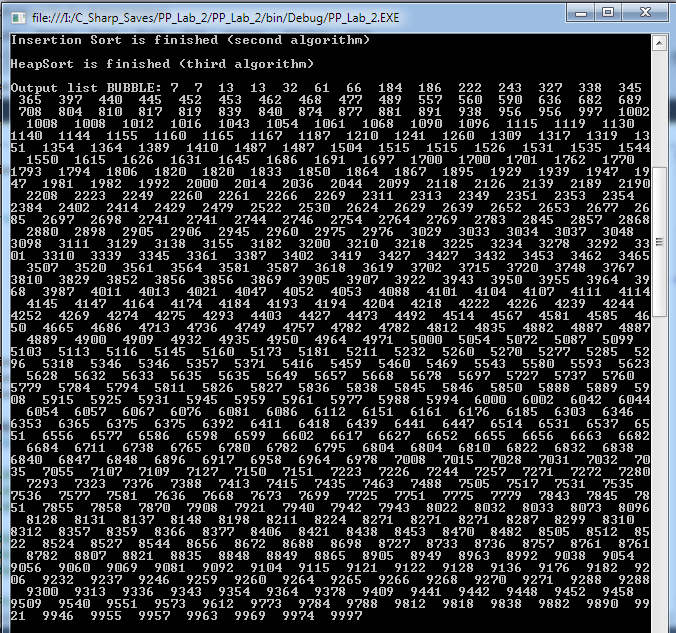 file:///I:/C_Sharp_Saves/PP_Lab_2/PP_Lab_2/bin/Debug/PP_Lab_2.EXE
Insertion Sort is finished (second algorithm)
HeapSort is finished (third algorithm)
Output list BUBBLE: 7 7 13 13 32 61 66 184 186 222 243 327 338 345
365 397 440 445 452 453 462 468 477 489 557 560 590 636 682 689
708 804 810 817 819 839 840 874 877 881 891 938 956 956 997 1002
1008 1008 1012 1016 1043 1054 1061 1068 1090 1096 1115 1119 1130
1140 1144 1155 1160 1165 1167 1187 1210 1241 1260 1309 1317 1319 13
51 1354 1364 1389 1410 1487 1487 1504 1515 1515 1526 1531 1535 1544
1550 1615 1626 1631 1645 1686 1691 1697 1700 1700 1701 1762 1770
1793 1794 1806 1820 1820 1833 1850 1864 1867 1895 1929 1939 1947 19
47 1981 1982 1992 2000 2014 2036 2044 2099 2118 2126 2139 2189 2190
2208 2223 2249 2260 2261 2266 2269 2311 2313 2349 2351 2353 2354
2384 2402 2414 2429 2479 2522 2530 2624 2629 2639 2652 2653 2677 26
85 2697 2698 2741 2741 2744 2746 2754 2764 2769 2783 2845 2857 2868
2880 2898 2905 2906 2945 2960 2975 2976 3029 3033 3034 3037 3048
3098 3111 3129 3138 3155 3182 3200 3210 3218 3225 3234 3278 3292 33
01 3310 3339 3345 3361 3387 3402 3419 3427 3427 3432 3453 3462 3465
3507 3520 3561 3564 3581 3587 3618 3619 3702 3715 3720 3748 3767
3810 3829 3852 3856 3856 3869 3905 3907 3922 3943 3950 3955 3964 39
68 3987 4011 4013 4021 4047 4052 4053 4088 4101 4104 4107 4111 4114
4145 4147 4164 4174 4184 4193 4194 4204 4218 4222 4226 4239 4244
4252 4269 4274 4275 4293 4403 4427 4473 4492 4514 4567 4581 4585 46
50 4665 4686 4713 4736 4749 4757 4782 4782 4812 4835 4882 4887 4887
4889 4900 4909 4932 4935 4950 4964 4971 5000 5054 5072 5087 5099
5103 5113 5116 5145 5160 5173 5181 5211 5232 5260 5270 5277 5285 52
96 5318 5346 5346 5357 5371 5416 5459 5460 5469 5543 5580 5593 5623
5628 5632 5633 5635 5635 5649 5657 5668 5678 5697 5727 5737 5760
5779 5784 5794 5811 5826 5827 5836 5838 5845 5846 5850 5888 5889 59
08 5915 5925 5931 5945 5959 5961 5977 5988 5994 6000 6002 6042 6044
6054 6057 6067 6076 6081 6086 6112 6151 6161 6176 6185 6303 6346
6353 6365 6375 6375 6392 6411 6418 6439 6441 6447 6514 6531 6537 65
51 6556 6577 6586 6598 6599 6602 6617 6627 6652 6655 6656 6663 6682
6684 6711 6738 6765 6780 6782 6795 6804 6804 6810 6822 6832 6838
6840 6847 6848 6896 6917 6958 6964 6978 7008 7015 7028 7031 7032 70
35 7055 7107 7109 7127 7150 7151 7223 7226 7244 7257 7271 7272 7280
7293 7323 7376 7388 7413 7415 7435 7463 7488 7505 7517 7531 7535
7536 7577 7581 7636 7668 7673 7699 7725 7751 7775 7779 7843 7845 78
51 7855 7858 7870 7908 7921 7940 7942 7943 8022 8032 8033 8073 8096
8128 8131 8137 8148 8198 8211 8224 8271 8271 8271 8287 8299 8310
8312 8357 8359 8366 8377 8406 8421 8438 8453 8470 8482 8505 8512 85
22 8524 8527 8544 8656 8672 8688 8698 8727 8733 8736 8757 8761 8761
8782 8807 8821 8835 8848 8849 8865 8905 8949 8963 8992 9038 9054
9056 9060 9069 9081 9092 9104 9115 9121 9122 9128 9136 9176 9182 92
06 9232 9237 9246 9259 9260 9264 9265 9266 9268 9270 9271 9288 9288
9300 9313 9336 9343 9354 9364 9378 9409 9441 9442 9448 9452 9458
9509 9540 9551 9573 9612 9773 9784 9788 9812 9818 9838 9882 9890 99
21 9946 9955 9957 9963 9969 9974 9997